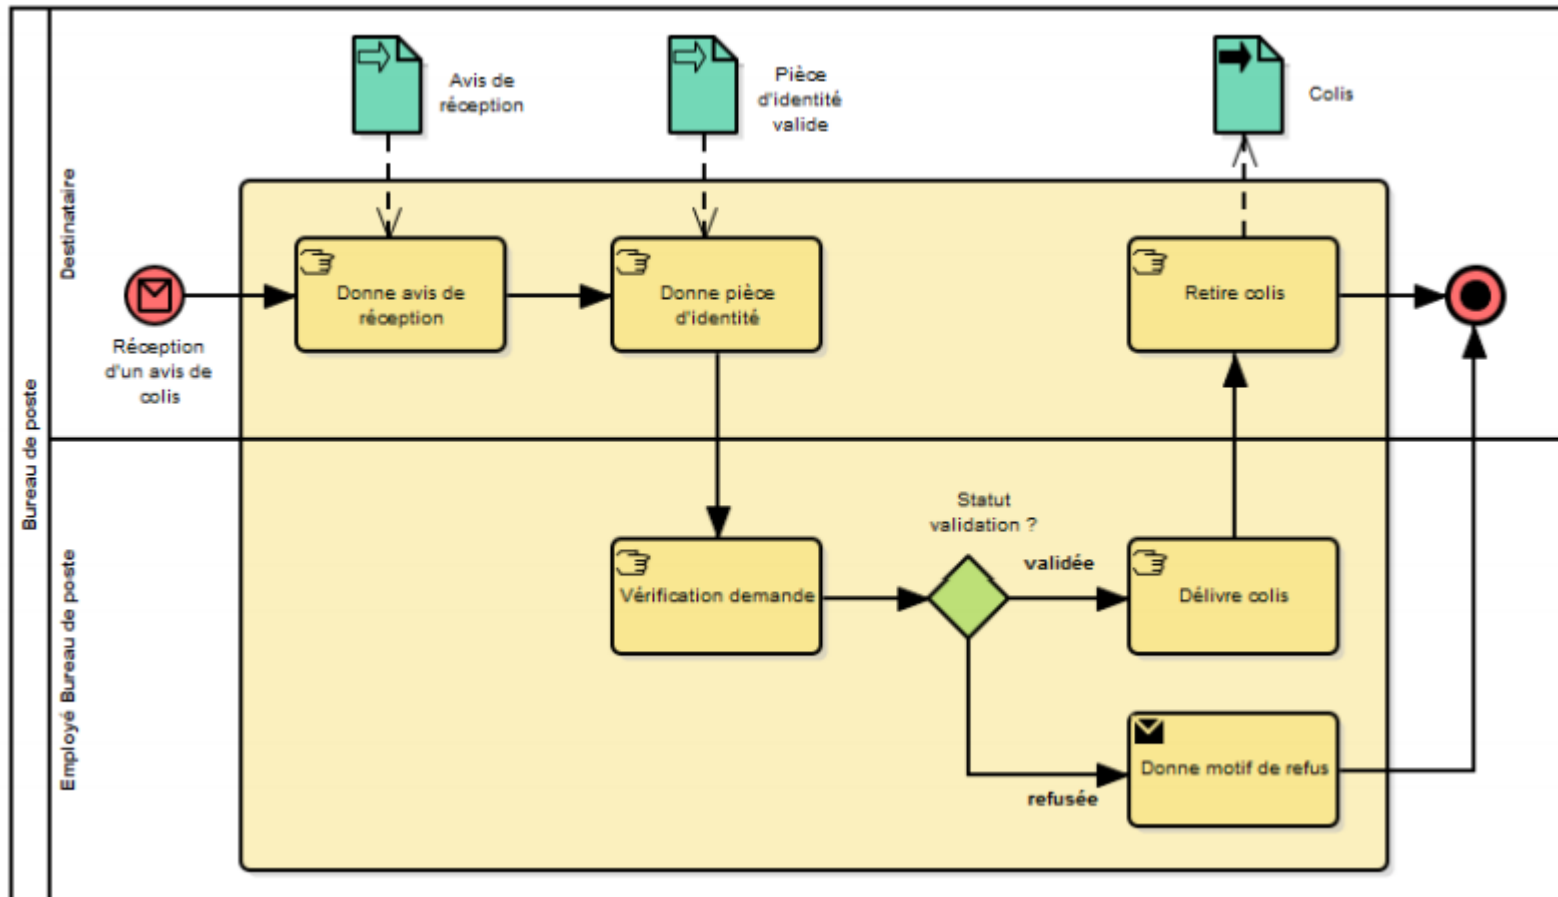 Avis de
réception
Pièce
d'identité
valide
Colis
Destinataire
Donne avis de
réception
Donne pièce
d'identité
Retire colis
Réception
d'un avis de
colis
Bureau de poste
Employé Bureau de poste
Statut
validation ?
validée
Vérification demande
Délivre colis
Donne motif de refus
refusée